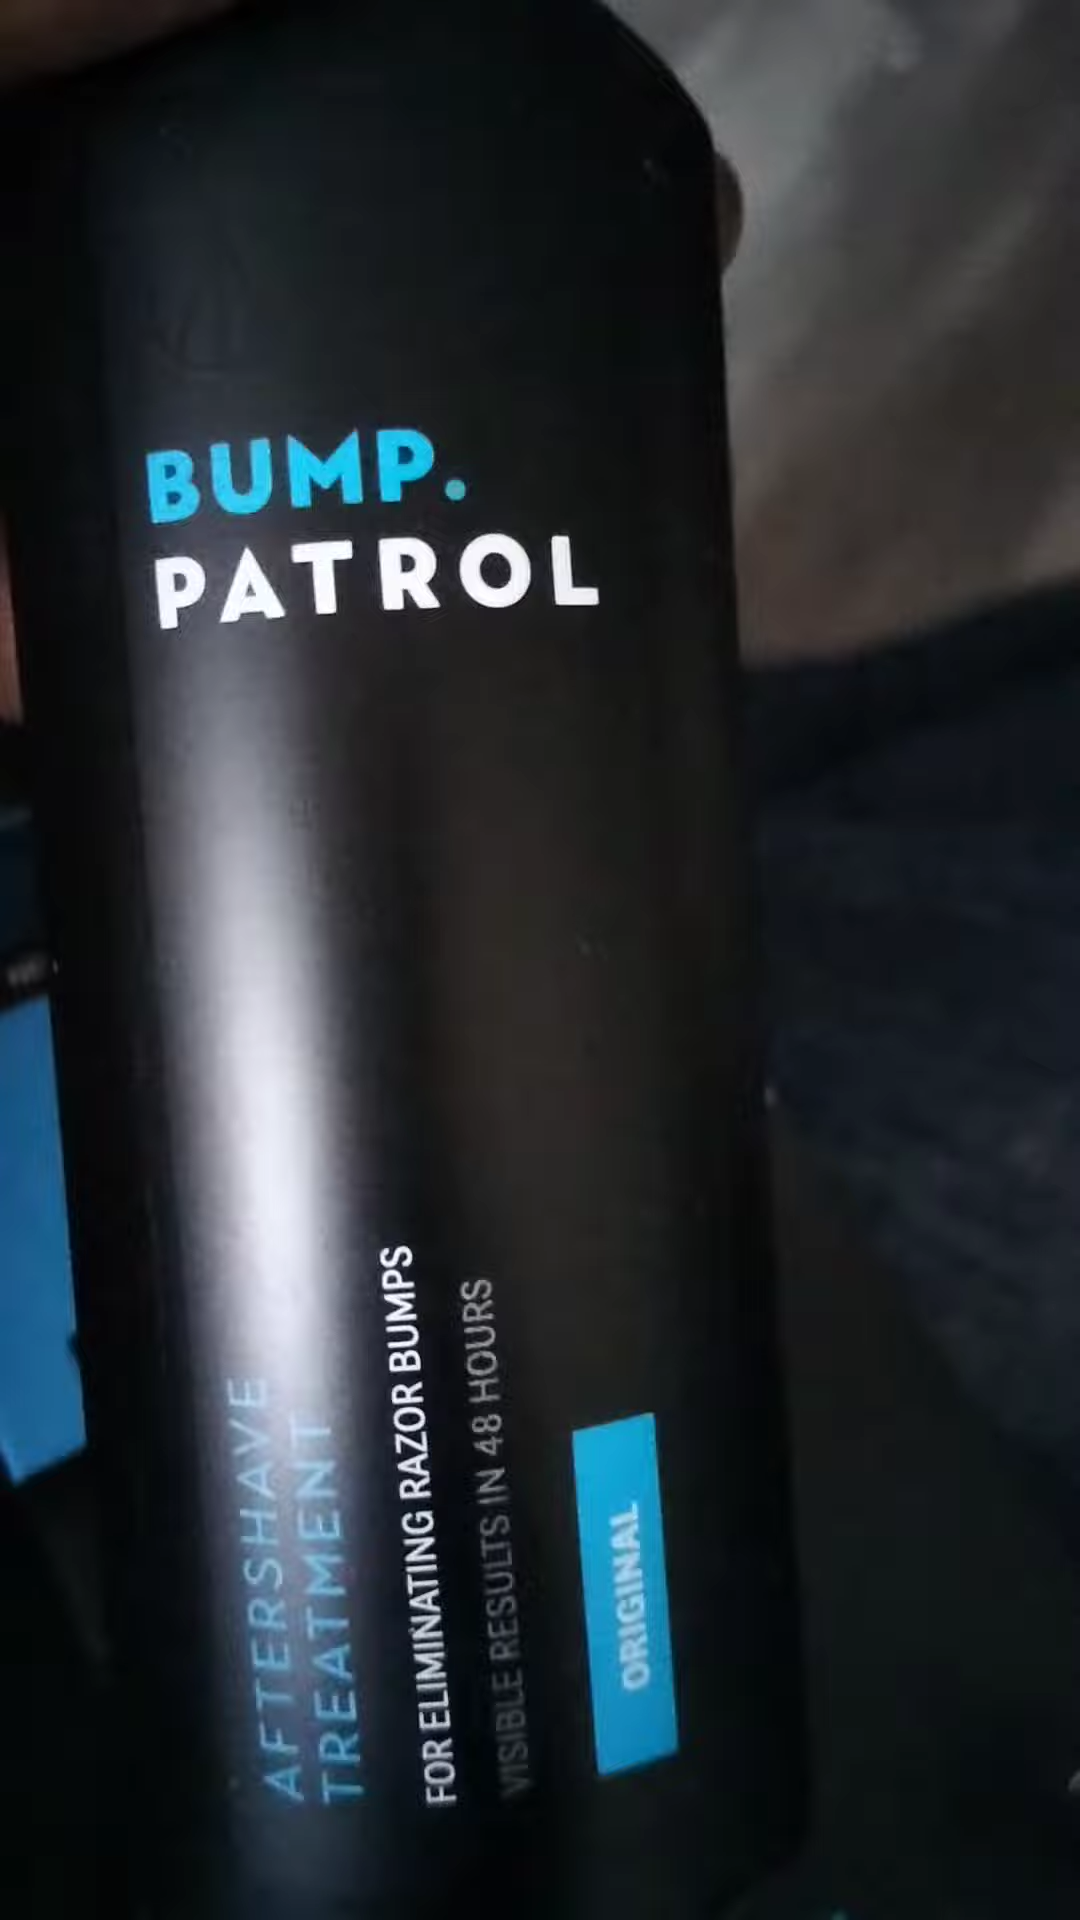 BUMP.
PATROL
AFTERSHAVE
TREATMENT
FOR ELIMINATING RAZOR BUMPS
VISIBLE RESULTS IN 48 HOURS
ORIGINAL